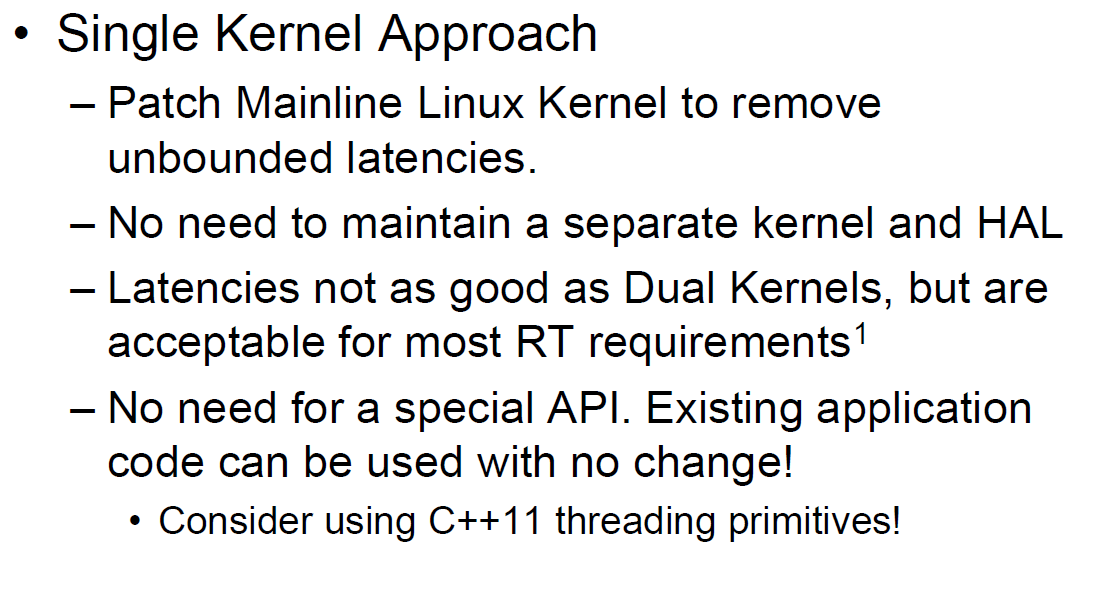 • Single Kernel Approach
– Patch Mainline Linux Kernel to remove
unbounded latencies.
– No need to maintain a separate kernel and HAL
– Latencies not as good as Dual Kernels, but are
acceptable for most RT requirements¹
– No need for a special API. Existing application
code can be used with no change!
• Consider using C++11 threading primitives!